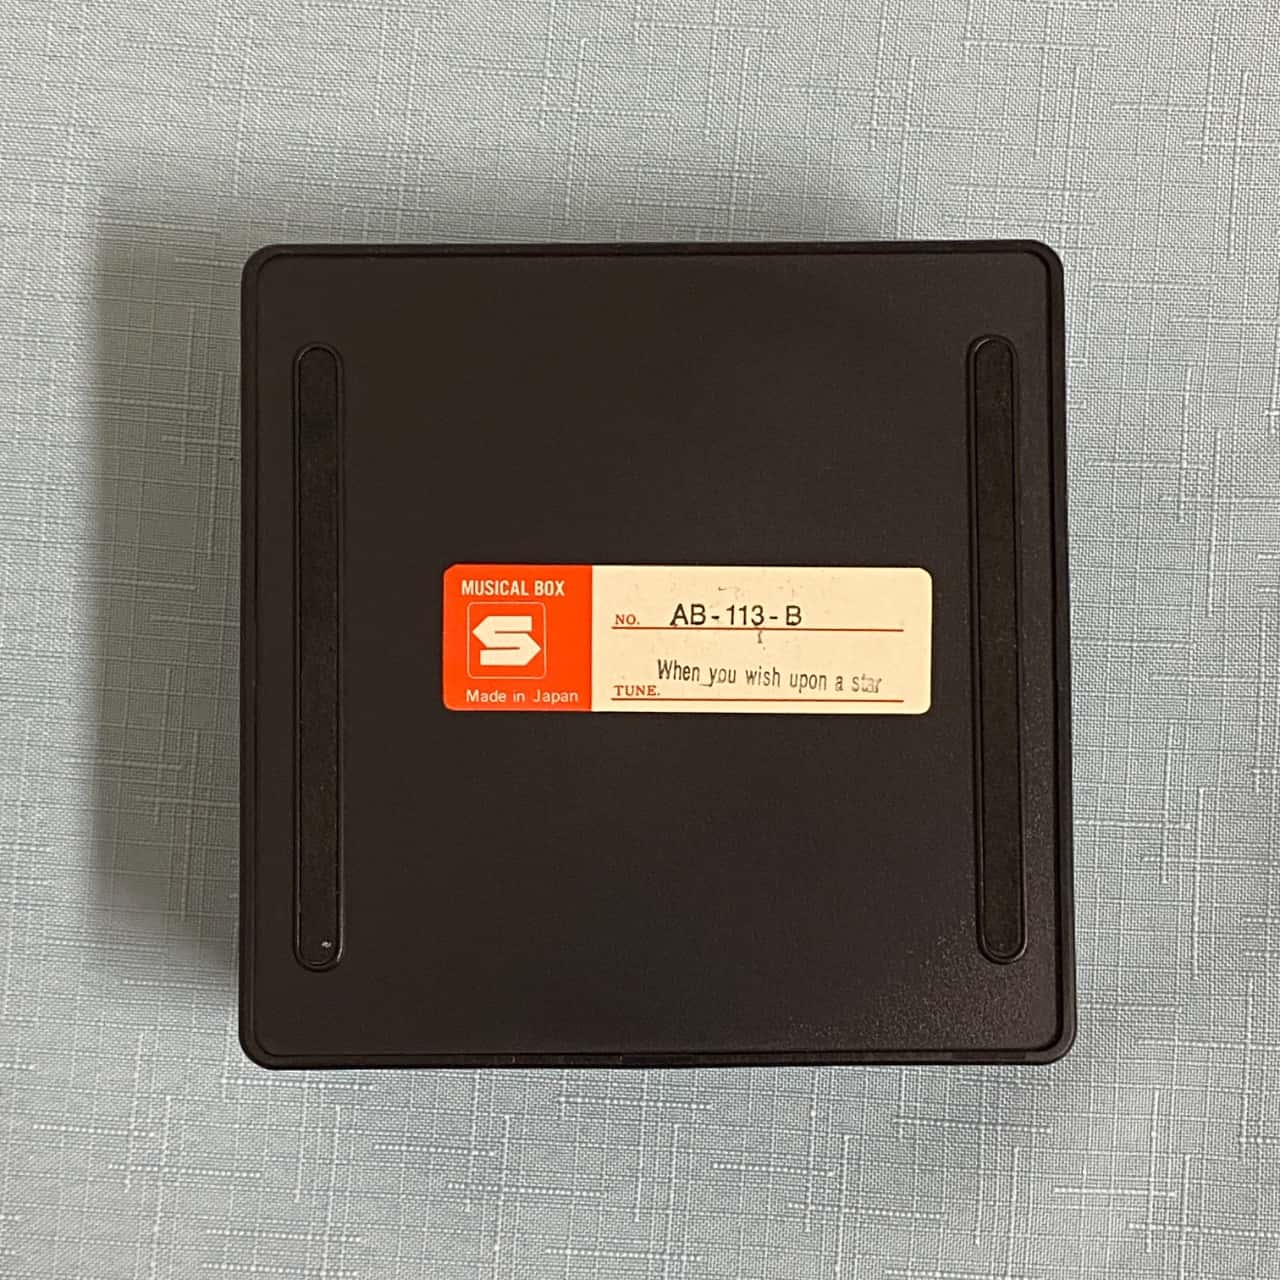 MUSICAL BOX
S
Made in Japan
NO. AB-113-B
When you wish upon a star
TUNE.